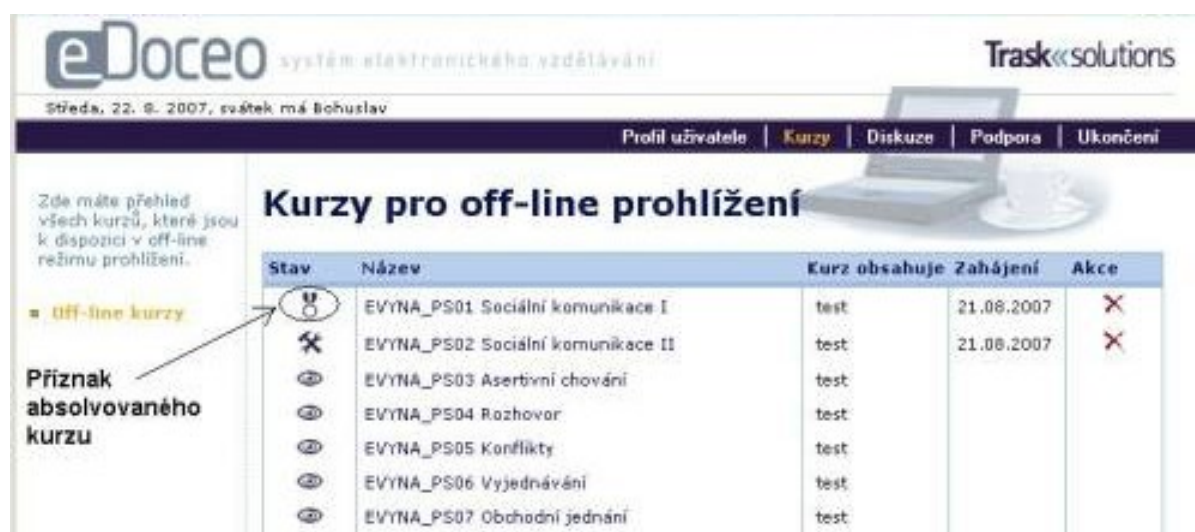 eDoceo systém elektronického vzdělávání
Trask«solutions
Středa, 22. 8. 2007, svátek má Bohuslav
Profil uživatele | Kurzy | Diskuze | Podpora | Ukončení
Zde máte přehled
všech kurzů, které jsou
k dispozici v off-line
režimu prohlížení.
Off-line kurzy
Příznak
absolvovaného
kurzu
Kurzy pro off-line prohlížení
Stav Název Kurz obsahuje Zahájení Akce
EVYNA_PS01 Sociální komunikace I test 21.08.2007
EVYNA_PS02 Sociální komunikace II test 21.08.2007
EVYNA_PS03 Asertivní chování test
EVYNA_PS04 Rozhovor test
EVYNA_PS05 Konflikty test
EVYNA_PS06 Vyjednávání test
EVYNA_PS07 Obchodní jednání test